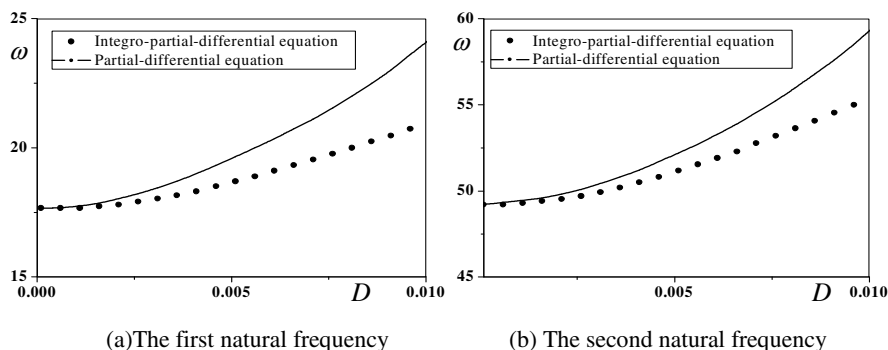 25
ω
Integro-partial-differential equation
Partial-differential equation
20
15
0.000
0.005
D
0.010
60
ω
Integro-partial-differential equation
Partial-differential equation
55
50
45
0.005
D
0.010
(a)The first natural frequency
(b) The second natural frequency